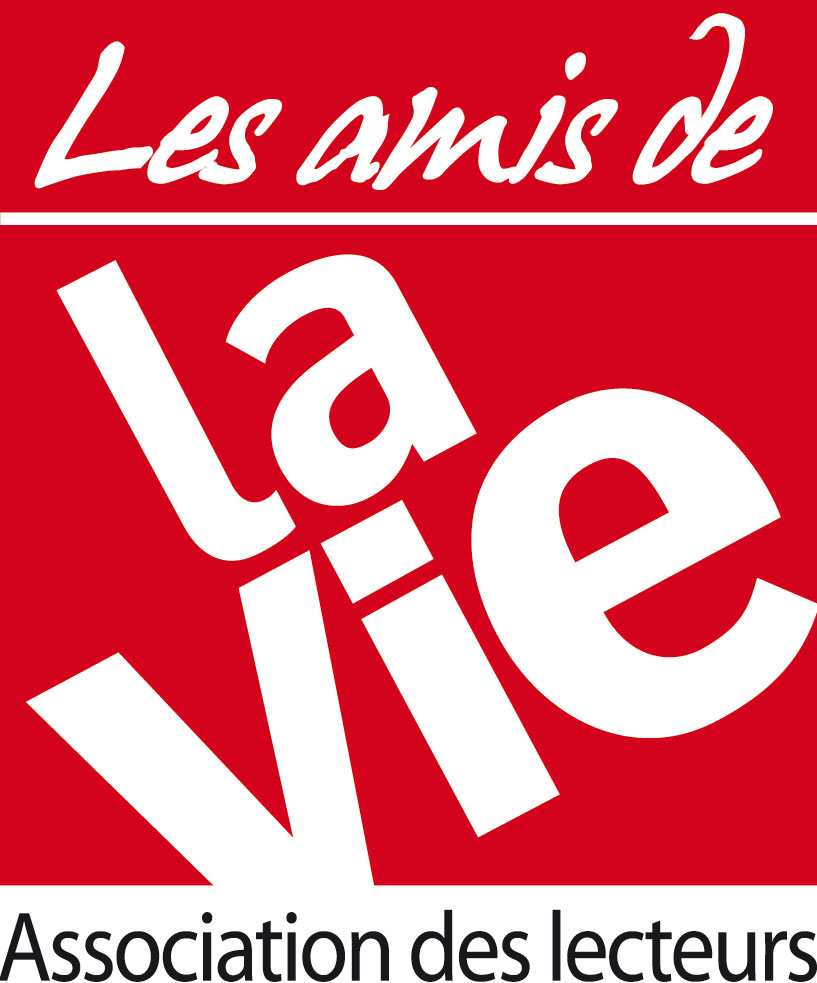 Les amis de
la
vie
Association des lecteurs